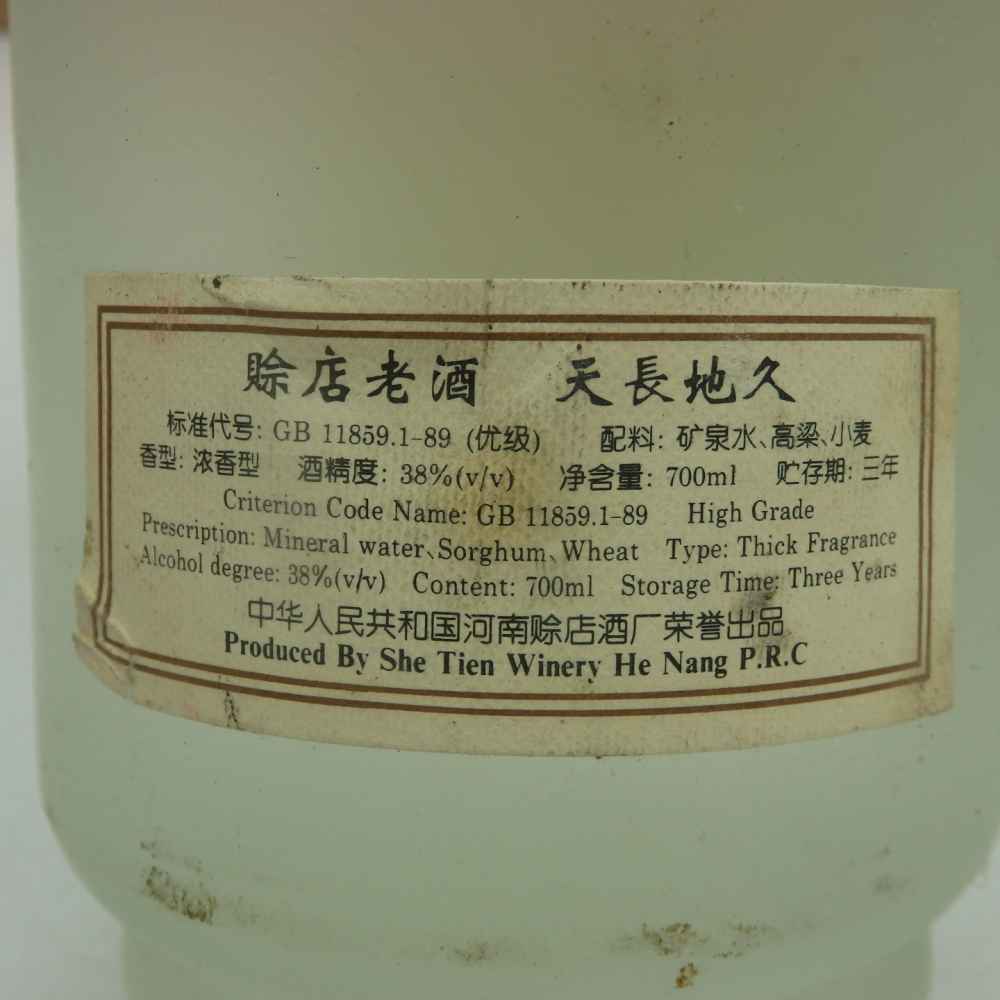 赊店老酒 天長地久
标准代号: GB 11859.1-89 (优级) 配料: 矿泉水、高粱、小麦
香型: 浓香型 酒精度: 38%(v/v) 净含量: 700ml 贮存期: 三年
Criterion Code Name: GB 11859.1-89 High Grade
Prescription: Mineral water、Sorghum、Wheat Type: Thick Fragrance
Alcohol degree: 38%(v/v) Content: 700ml Storage Time: Three Years
中华人民共和国河南赊店酒厂荣誉出品
Produced By She Tien Winery He Nang P.R.C